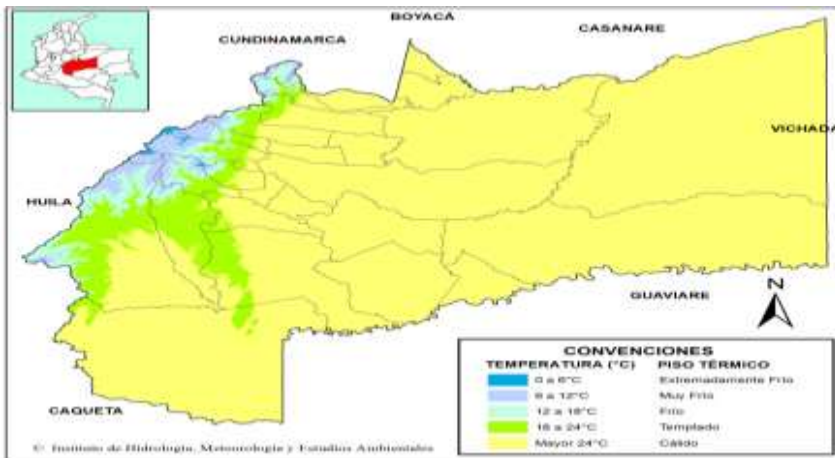 BOYACÁ
CUNDINAMARCA
CASANARE
VICHADA
HUILA
GUAVIARE
N
CAQUETA
CONVENCIONES
TEMPERATURA (°C) PISO TÉRMICO
0 a 6°C Extremadamente Frío
6 a 12°C Muy Frío
12 a 18°C Frío
18 a 24°C Templado
Mayor 24°C Cálido
© Instituto de Hidrología, Meteorología y Estudios Ambientales